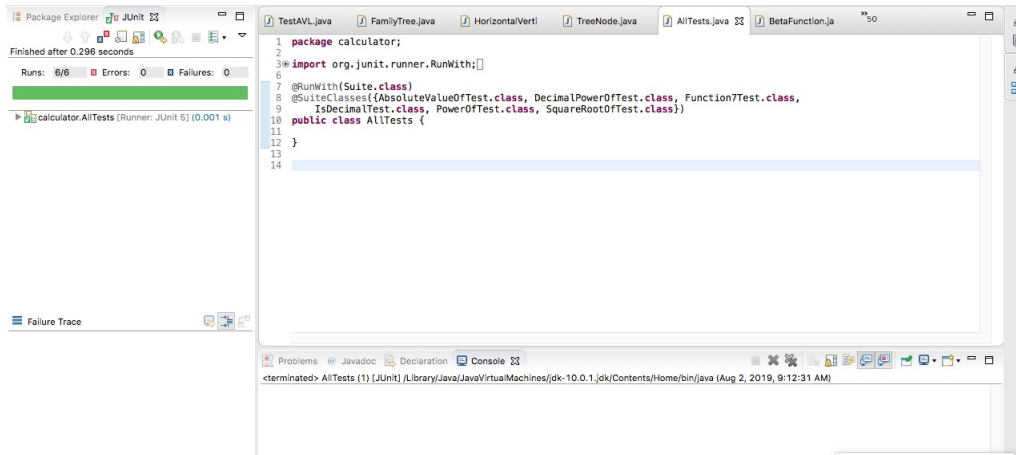 Package Explorer JUnit
Finished after 0.296 seconds
Runs: 6/6 Errors: 0 Failures: 0
calculator.AllTests [Runner: JUnit 5] (0.001 s)
Failure Trace
TestAVL.java FamilyTree.java HorizontalVerti TreeNode.java AllTests.java BetaFunction.ja »50
1 package calculator;
2
3 import org.junit.runner.RunWith;
6
7 @RunWith(Suite.class)
8 @SuiteClasses({AbsoluteValueOfTest.class, DecimalPowerOfTest.class, Function7Test.class,
9 IsDecimalTest.class, PowerOfTest.class, SquareRootOfTest.class})
10 public class AllTests {
11
12 }
13
14
Problems Javadoc Declaration Console
<terminated> AllTests (1) [JUnit] /Library/Java/JavaVirtualMachines/jdk-10.0.1.jdk/Contents/Home/bin/java (Aug 2, 2019, 9:12:31 AM)